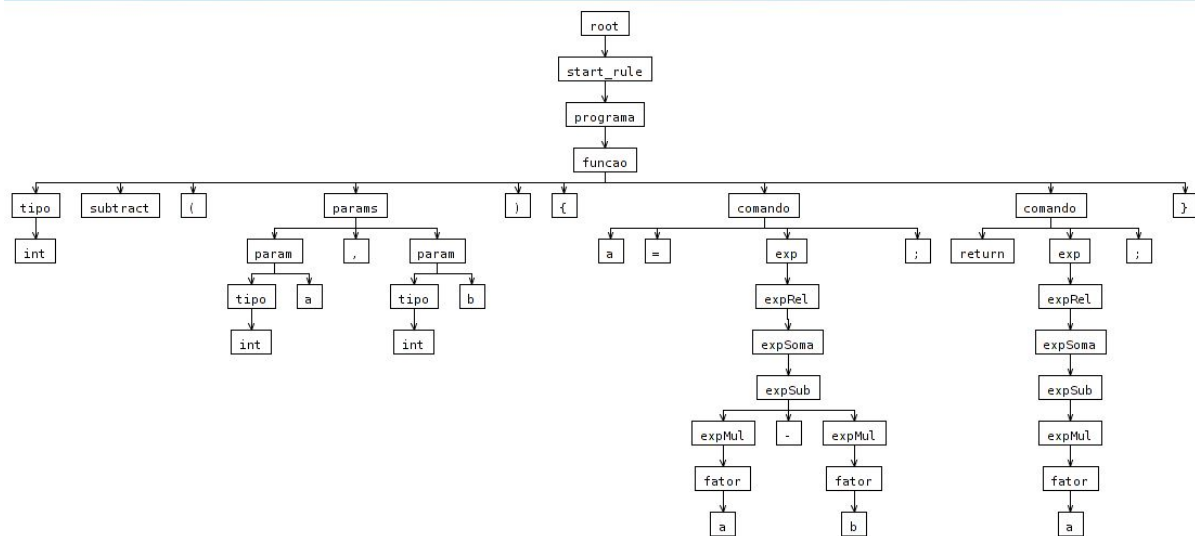 root
start_rule
programa
funcao
tipo subtract ( params ) { comando comando }
int param , param a = exp ; return exp ;
tipo a tipo b expRel expRel
int int expSoma expSoma
expSub expSub
expMul - expMul expMul
fator fator fator
a b a